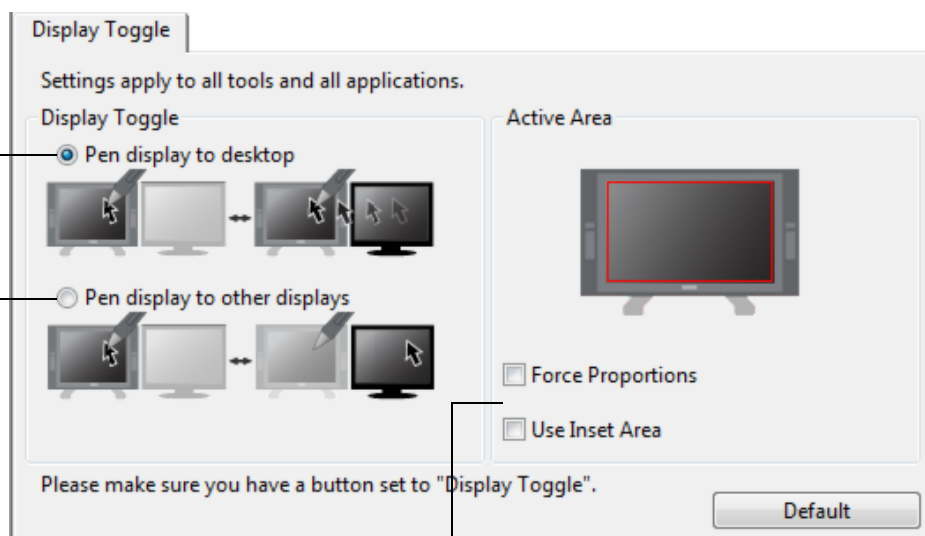 Display Toggle
Settings apply to all tools and all applications.
Display Toggle
Pen display to desktop
Pen display to other displays
Active Area
Force Proportions
Use Inset Area
Please make sure you have a button set to "Display Toggle".
Default